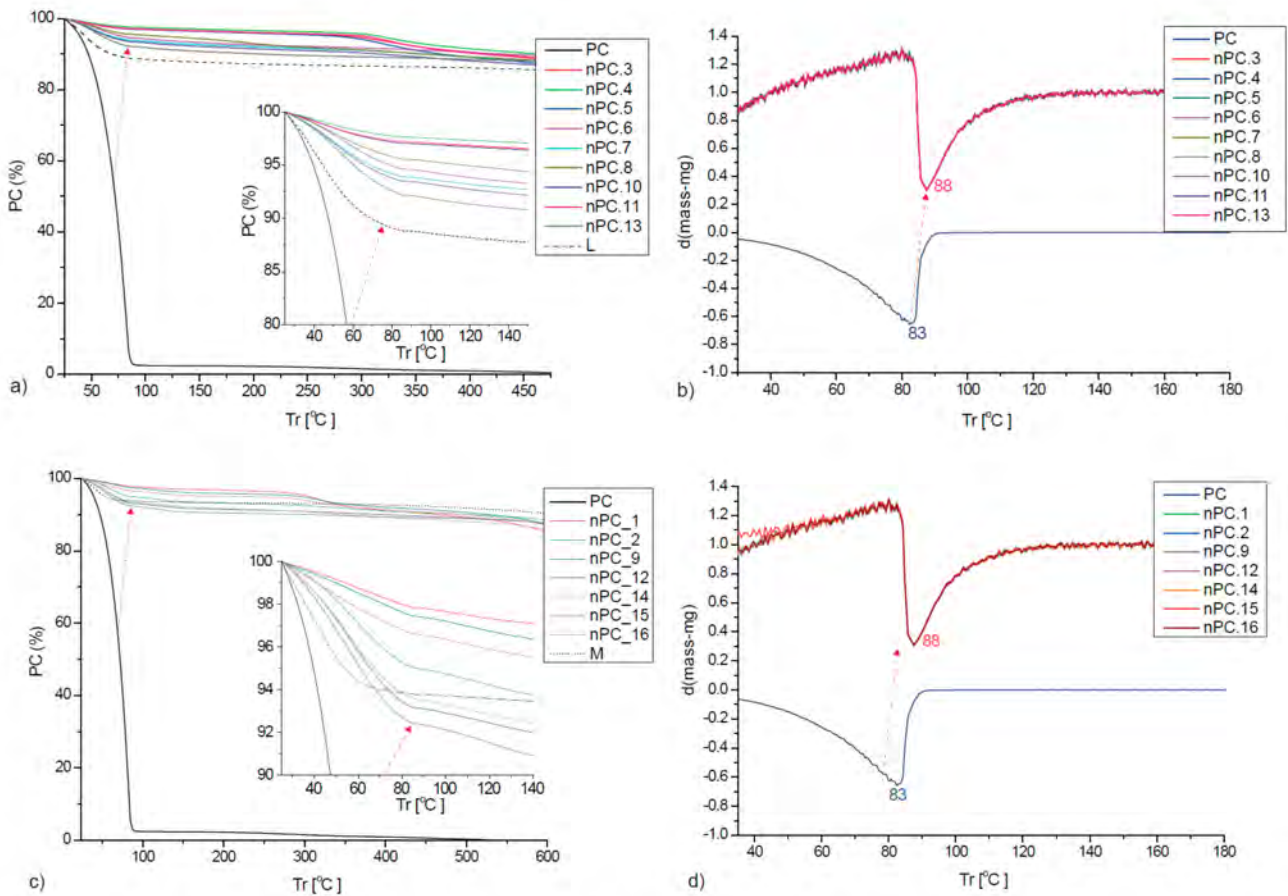 100
80
60
40
20
0
PC (%)
50 100 150 200 250 300 350 400 450
Tr [°C]
a)
PC
nPC.3
nPC.4
nPC.5
nPC.6
nPC.7
nPC.8
nPC.10
nPC.11
nPC.13
L
100
95
90
85
80
PC (%)
40 60 80 100 120 140
Tr [°C]
1.4
1.2
1.0
0.8
0.6
0.4
0.2
0.0
-0.2
-0.4
-0.6
-0.8
-1.0
d(mass-mg)
88
83
40 60 80 100 120 140 160 180
Tr [°C]
b)
PC
nPC.3
nPC.4
nPC.5
nPC.6
nPC.7
nPC.8
nPC.10
nPC.11
nPC.13
100
80
60
40
20
0
PC (%)
100 200 300 400 500 600
Tr [°C]
c)
PC
nPC_1
nPC_2
nPC_9
nPC_12
nPC_14
nPC_15
nPC_16
M
100
98
96
94
92
90
PC (%)
40 60 80 100 120 140
Tr [°C]
1.4
1.2
1.0
0.8
0.6
0.4
0.2
0.0
-0.2
-0.4
-0.6
-0.8
-1.0
d(mass-mg)
88
83
40 60 80 100 120 140 160 180
Tr [°C]
d)
PC
nPC.1
nPC.2
nPC.9
nPC.12
nPC.14
nPC.15
nPC.16